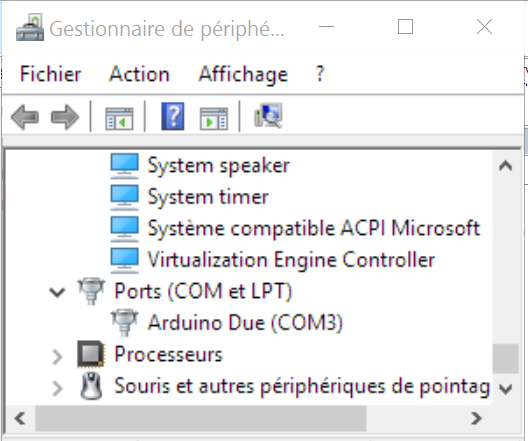 Gestionnaire de périphé...
Fichier Action Affichage ?
System speaker
System timer
Système compatible ACPI Microsoft
Virtualization Engine Controller
Ports (COM et LPT)
Arduino Due (COM3)
Processeurs
Souris et autres périphériques de pointag